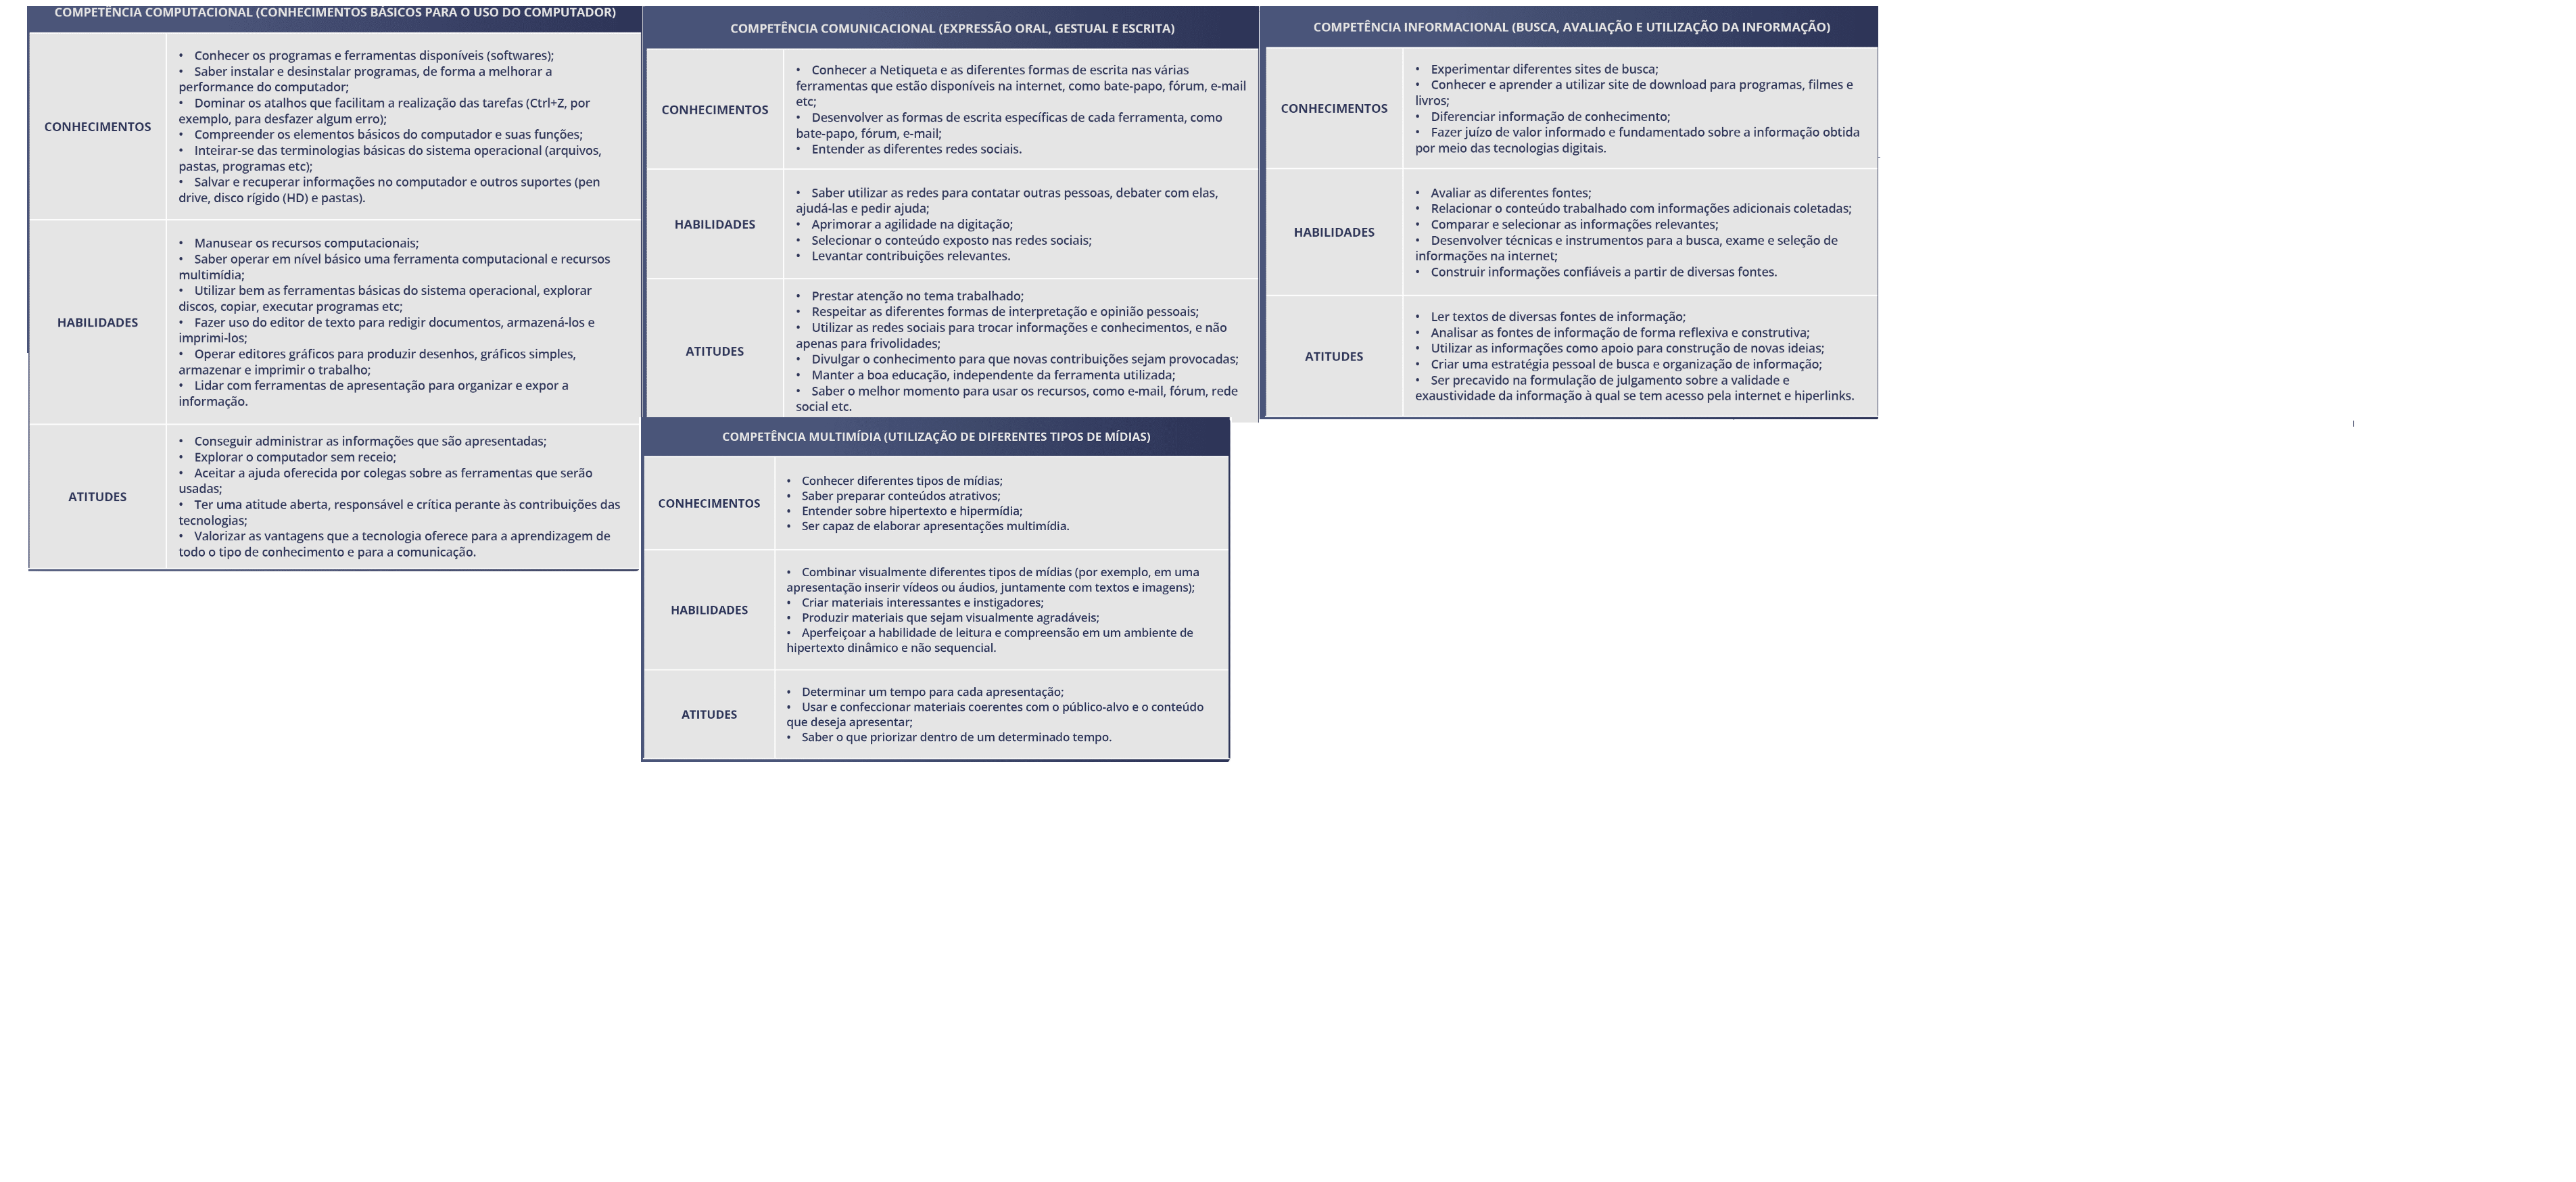 COMPETÊNCIA COMPUTACIONAL (CONHECIMENTOS BÁSICOS PARA O USO DO COMPUTADOR)
CONHECIMENTOS
• Conhecer os programas e ferramentas disponíveis (softwares);
• Saber instalar e desinstalar programas, de forma a melhorar a
performance do computador;
• Dominar os atalhos que facilitam a realização das tarefas (Ctrl+Z, por
exemplo, para desfazer algum erro);
• Compreender os elementos básicos do computador e suas funções;
• Inteirar-se das terminologias básicas do sistema operacional (arquivos,
pastas, programas etc);
• Salvar e recuperar informações no computador e outros suportes (pen
drive, disco rígido (HD) e pastas).
HABILIDADES
• Manusear os recursos computacionais;
• Saber operar em nível básico uma ferramenta computacional e recursos
multimídia;
• Utilizar bem as ferramentas básicas do sistema operacional, explorar
discos, copiar, executar programas etc;
• Fazer uso do editor de texto para redigir documentos, armazená-los e
imprimi-los;
• Operar editores gráficos para produzir desenhos, gráficos simples,
armazenar e imprimir o trabalho;
• Lidar com ferramentas de apresentação para organizar e expor a
informação.
ATITUDES
• Conseguir administrar as informações que são apresentadas;
• Explorar o computador sem receio;
• Aceitar a ajuda oferecida por colegas sobre as ferramentas que serão
usadas;
• Ter uma atitude aberta, responsável e crítica perante às contribuições das
tecnologias;
• Valorizar as vantagens que a tecnologia oferece para a aprendizagem de
todo o tipo de conhecimento e para a comunicação.
COMPETÊNCIA COMUNICACIONAL (EXPRESSÃO ORAL, GESTUAL E ESCRITA)
CONHECIMENTOS
• Conhecer a Netiqueta e as diferentes formas de escrita nas várias
ferramentas que estão disponíveis na internet, como bate-papo, fórum, e-mail
etc;
• Desenvolver as formas de escrita específicas de cada ferramenta, como
bate-papo, fórum, e-mail;
• Entender as diferentes redes sociais.
HABILIDADES
• Saber utilizar as redes para contatar outras pessoas, debater com elas,
ajudá-las e pedir ajuda;
• Aprimorar a agilidade na digitação;
• Selecionar o conteúdo exposto nas redes sociais;
• Levantar contribuições relevantes.
ATITUDES
• Prestar atenção no tema trabalhado;
• Respeitar as diferentes formas de interpretação e opinião pessoais;
• Utilizar as redes sociais para trocar informações e conhecimentos, e não
apenas para frivolidades;
• Divulgar o conhecimento para que novas contribuições sejam provocadas;
• Manter a boa educação, independente da ferramenta utilizada;
• Saber o melhor momento para usar os recursos, como e-mail, fórum, rede
social etc.
COMPETÊNCIA INFORMACIONAL (BUSCA, AVALIAÇÃO E UTILIZAÇÃO DA INFORMAÇÃO)
CONHECIMENTOS
• Experimentar diferentes sites de busca;
• Conhecer e aprender a utilizar site de download para programas, filmes e
livros;
• Diferenciar informação de conhecimento;
• Fazer juízo de valor informado e fundamentado sobre a informação obtida
por meio das tecnologias digitais.
HABILIDADES
• Avaliar as diferentes fontes;
• Relacionar o conteúdo trabalhado com informações adicionais coletadas;
• Comparar e selecionar as informações relevantes;
• Desenvolver técnicas e instrumentos para a busca, exame e seleção de
informações na internet;
• Construir informações confiáveis a partir de diversas fontes.
ATITUDES
• Ler textos de diversas fontes de informação;
• Analisar as fontes de informação de forma reflexiva e construtiva;
• Utilizar as informações como apoio para construção de novas ideias;
• Criar uma estratégia pessoal de busca e organização de informação;
• Ser precavido na formulação de julgamento sobre a validade e
exaustividade da informação à qual se tem acesso pela internet e hiperlinks.
COMPETÊNCIA MULTIMÍDIA (UTILIZAÇÃO DE DIFERENTES TIPOS DE MÍDIAS)
CONHECIMENTOS
• Conhecer diferentes tipos de mídias;
• Saber preparar conteúdos atrativos;
• Entender sobre hipertexto e hipermídia;
• Ser capaz de elaborar apresentações multimídia.
HABILIDADES
• Combinar visualmente diferentes tipos de mídias (por exemplo, em uma
apresentação inserir vídeos ou áudios, juntamente com textos e imagens);
• Criar materiais interessantes e instigadores;
• Produzir materiais que sejam visualmente agradáveis;
• Aperfeiçoar a habilidade de leitura e compreensão em um ambiente de
hipertexto dinâmico e não sequencial.
ATITUDES
• Determinar um tempo para cada apresentação;
• Usar e confeccionar materiais coerentes com o público-alvo e o conteúdo
que deseja apresentar;
• Saber o que priorizar dentro de um determinado tempo.